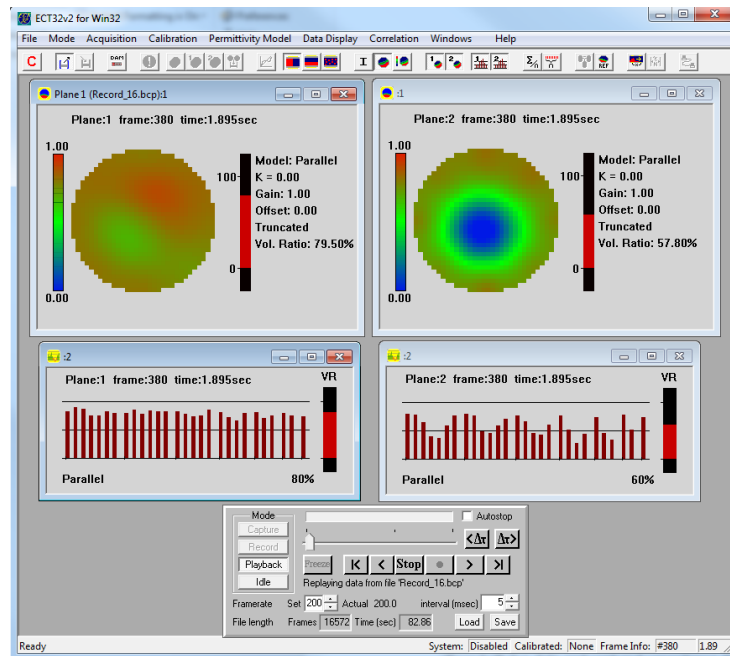 ECT32v2 for Win32
File Mode Acquisition Calibration Permittivity Model Data Display Correlation Windows Help
Plane 1 (Record_16.bcp):1
Plane:1 frame:380 time:1.895sec
1.00
0.00
100
0
Model: Parallel
K = 0.00
Gain: 1.00
Offset: 0.00
Truncated
Vol. Ratio: 79.50%
:1
Plane:2 frame:380 time:1.895sec
1.00
0.00
100
0
Model: Parallel
K = 0.00
Gain: 1.00
Offset: 0.00
Truncated
Vol. Ratio: 57.80%
:2
Plane:1 frame:380 time:1.895sec VR
Parallel 80%
:2
Plane:2 frame:380 time:1.895sec VR
Parallel 60%
Mode
Capture
Record
Playback
Idle
Autostop
<Δτ Δτ>
Freeze K < Stop > >|
Replaying data from file 'Record_16.bcp'
Framerate Set 200 Actual 200.0 interval (msec) 5
File length Frames 16572 Time (sec) 82.86 Load Save
Ready System: Disabled Calibrated: None Frame Info: #380 1.89